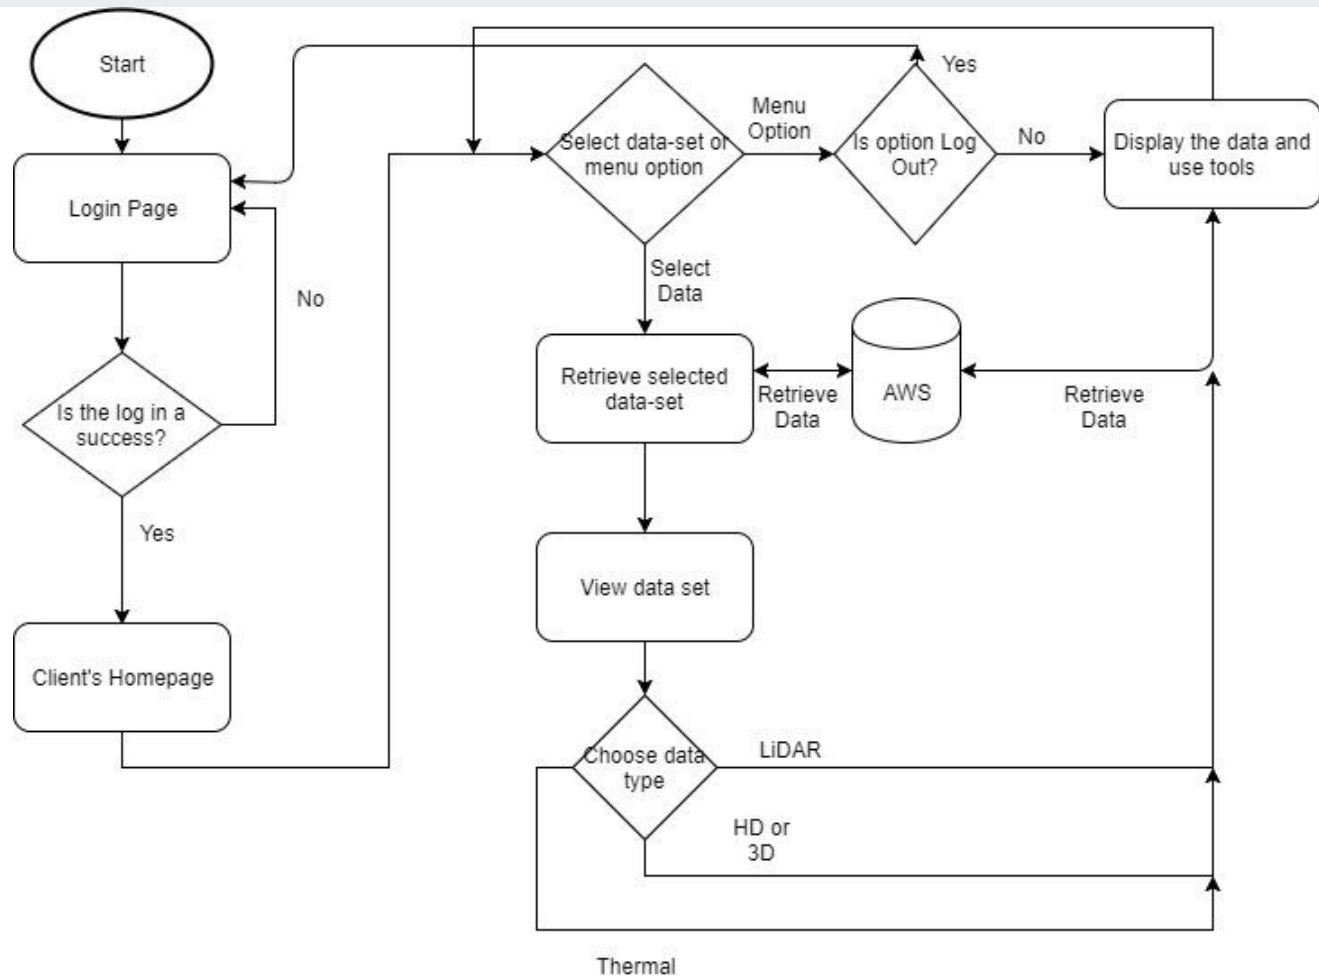 Start
Login Page
No
Is the log in a
success?
Yes
Client's Homepage
Select data-set or
menu option
Menu
Option
Is option Log
Out?
Yes
No
Display the data and
use tools
Select
Data
Retrieve selected
data-set
Retrieve
Data
AWS
Retrieve
Data
View data set
Choose data
type
LiDAR
HD or
3D
Thermal